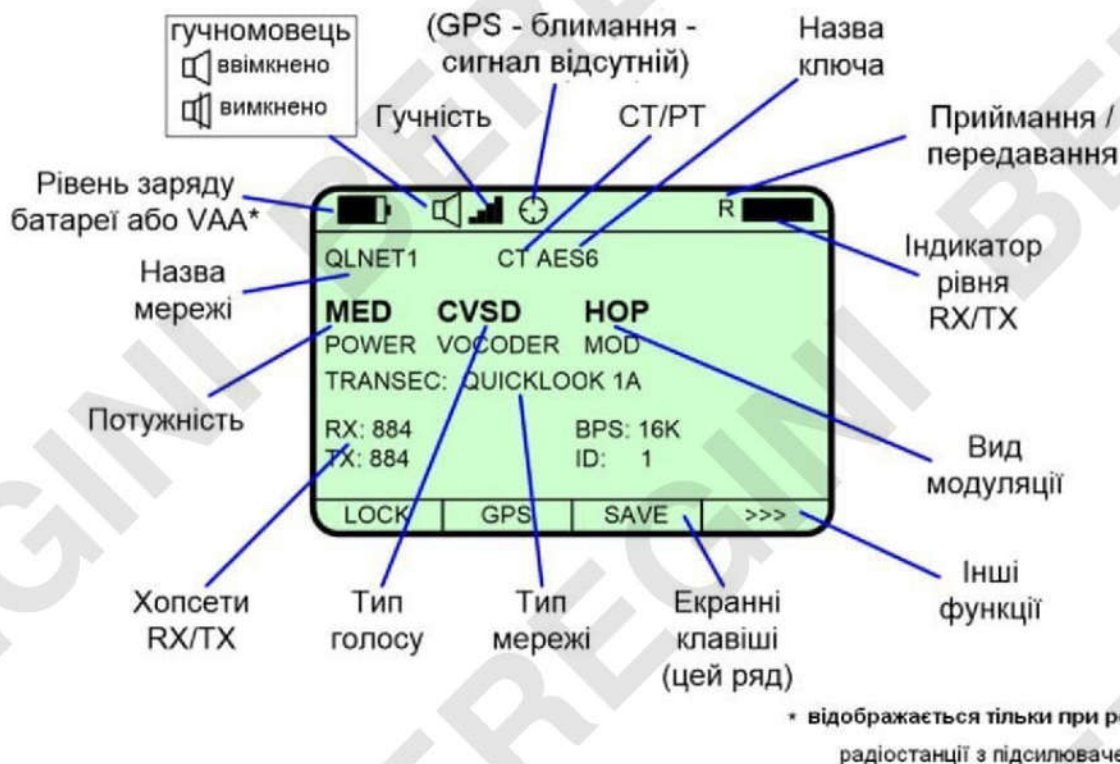 гучномовець
ввімкнено
вимкнено
(GPS - блимання -
сигнал відсутній)
Назва
ключа
Гучність
СТ/РТ
Приймання /
передавання
Рівень заряду
батареї або VAA*
R
Індикатор
рівня
RX/TX
Назва
мережі
QLNET1 CT AES6
MED CVSD HOP
POWER VOCODER MOD
TRANSEC: QUICKLOOK 1A
Потужність
RX: 884 BPS: 16K
TX: 884 ID: 1
Вид
модуляції
LOCK GPS SAVE >>>
Інші
функції
Хопсети
RX/TX
Тип
голосу
Тип
мережі
Екранні
клавіші
(цей ряд)
* відображається тільки при
радіостанції з
BEREGINI